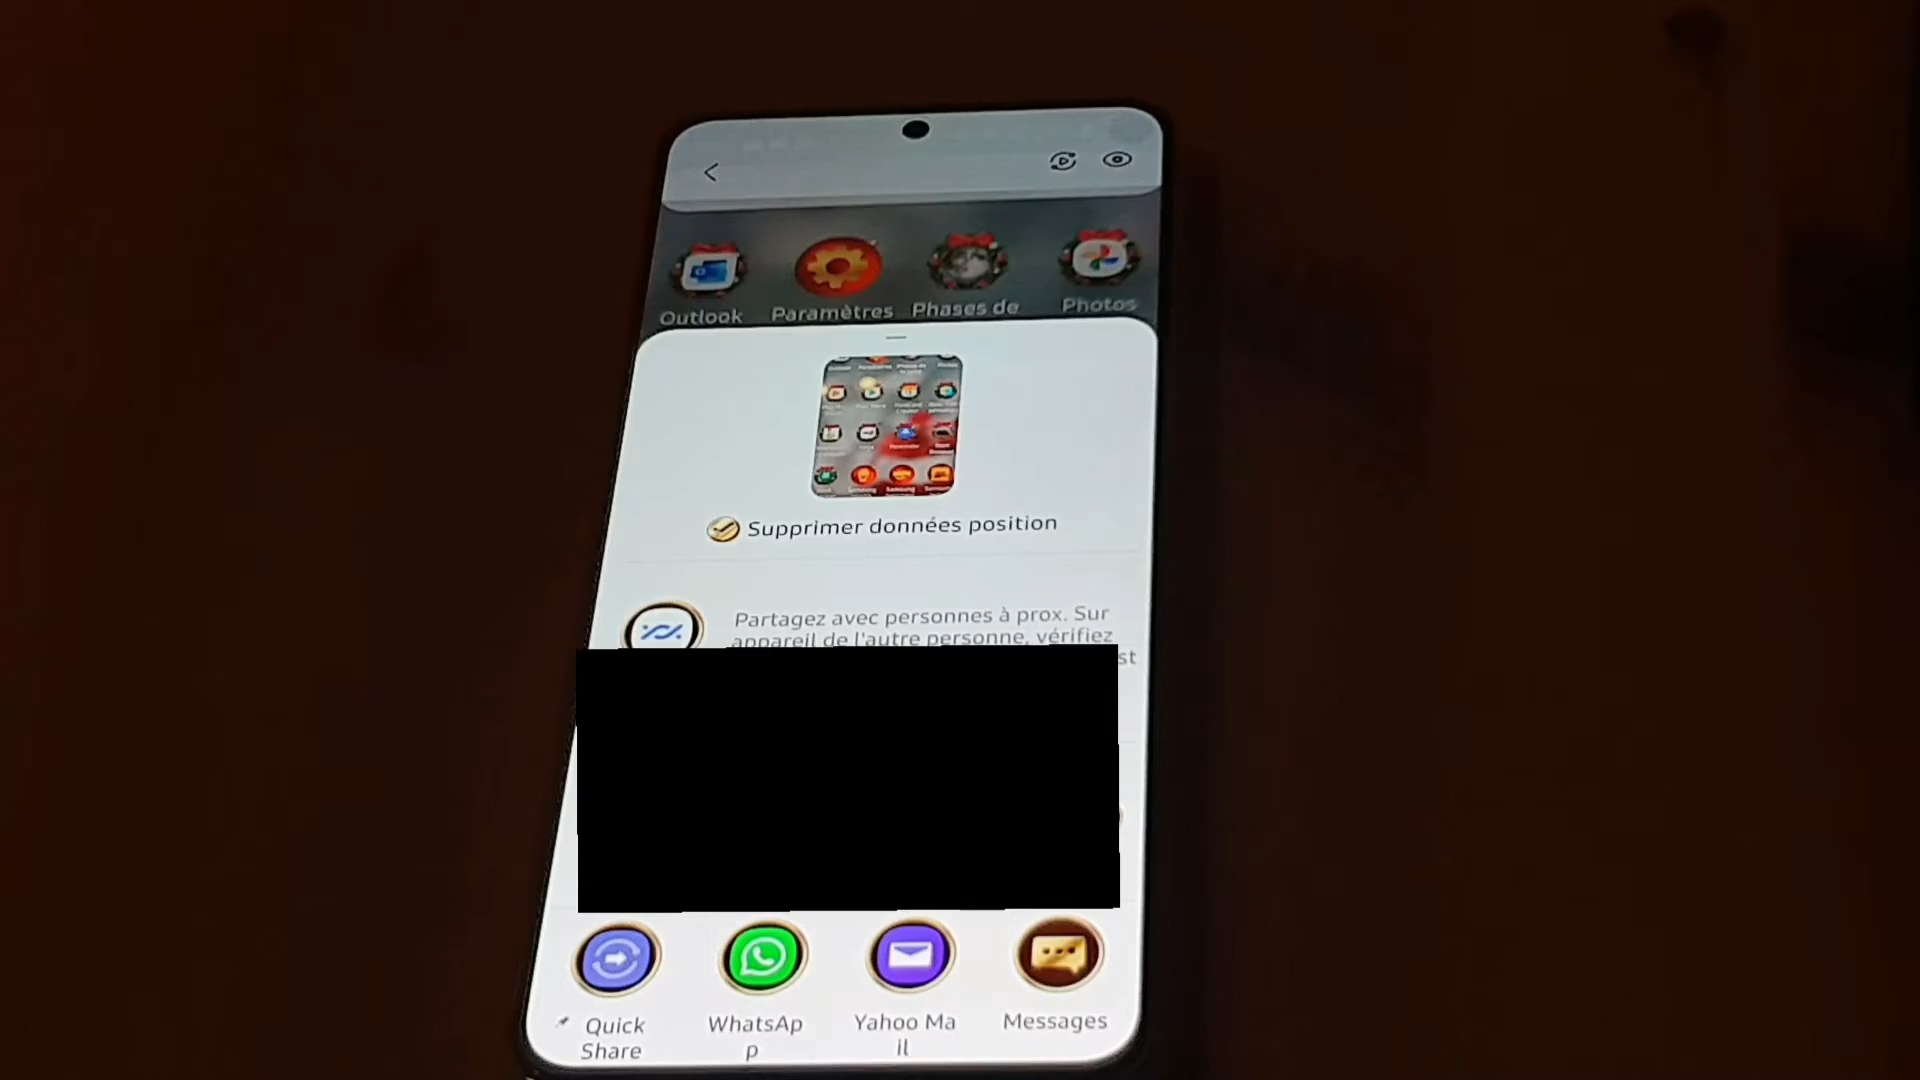 Outlook Paramètres Phases de Photos
Supprimer données position
Partagez avec personnes à prox. Sur
appareil de l'autre personne, vérifiez
st
Quick
Share
WhatsAp
p
Yahoo Ma
il
Messages